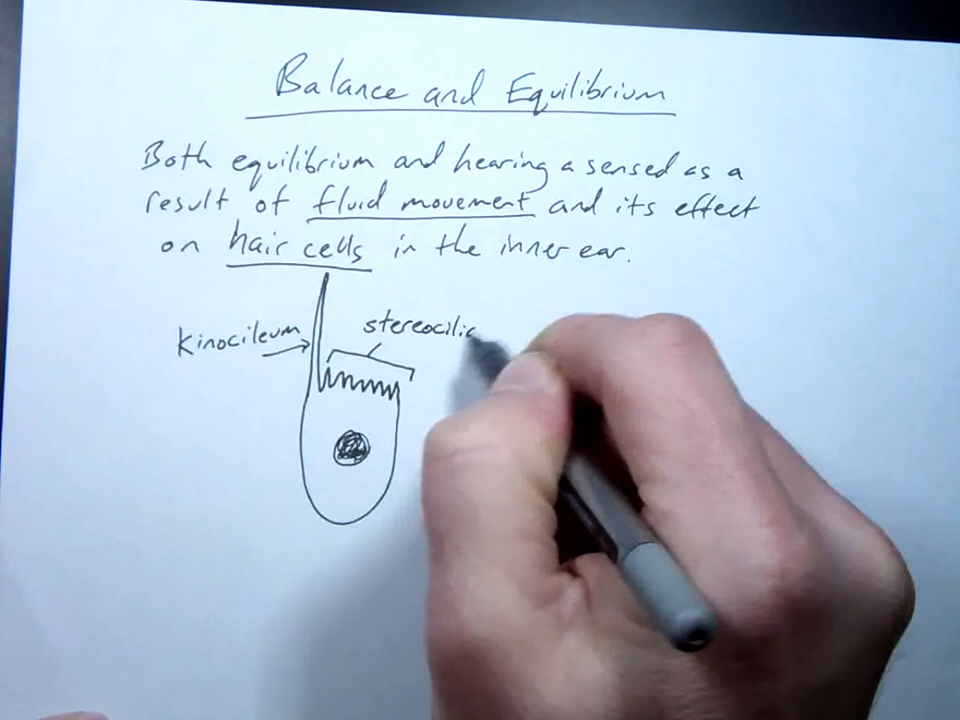 Balance and Equilibrium
Both equilibrium and hearing a sensed as a
result of fluid movement and its effect
on hair cells in the inner ear.
kinocileum
stereocilia